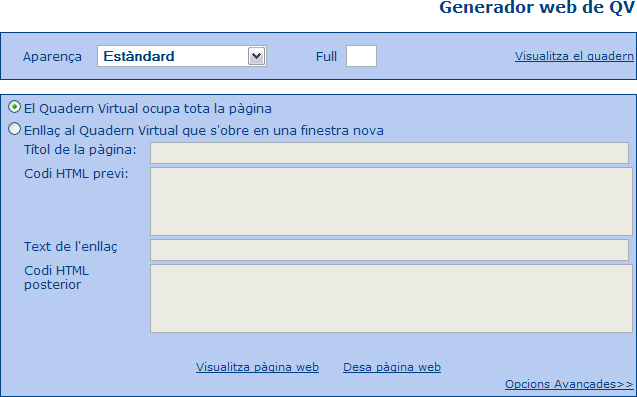 Generador web de QV
Aparença Estàndard Full Visualitza el quadern
El Quadern Virtual ocupa tota la pàgina
Enllaç al Quadern Virtual que s'obre en una finestra nova
Títol de la pàgina:
Codi HTML previ:
Text de l'enllaç
Codi HTML
posterior
Visualitza pàgina web Desa pàgina web
Opcions Avançades>>